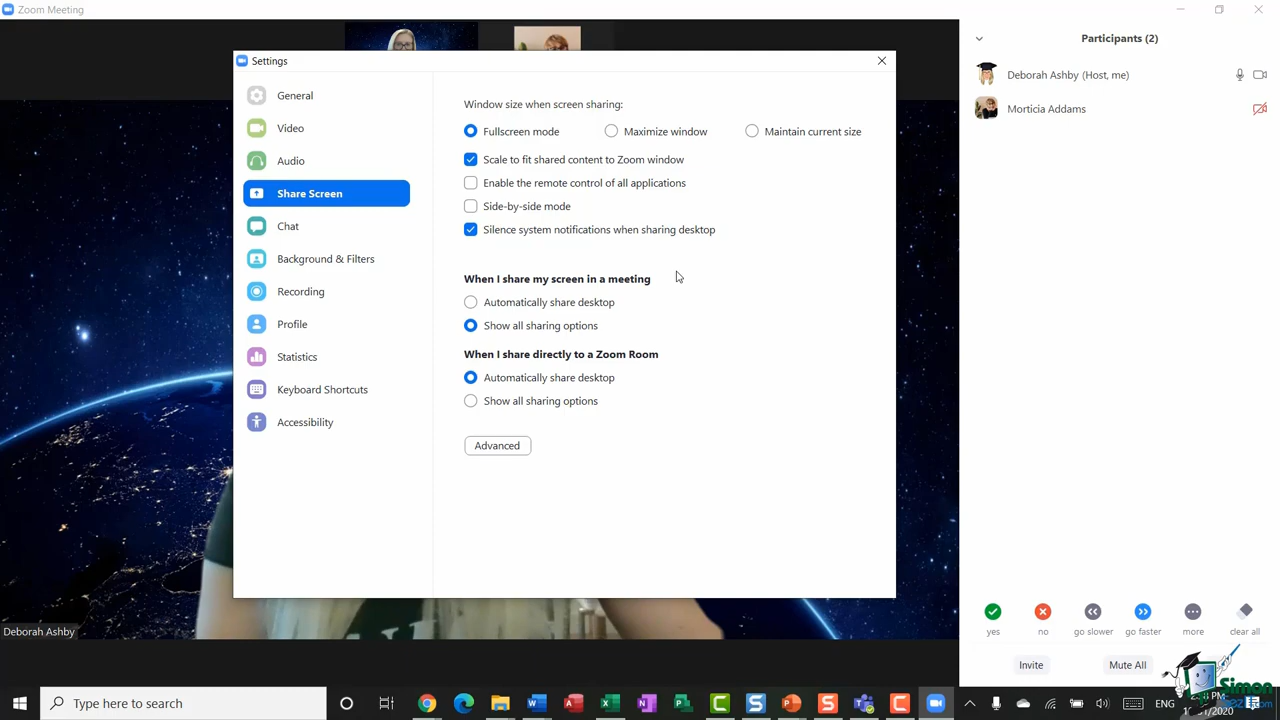 Zoom Meeting
Settings
General
Video
Audio
Share Screen
Chat
Background & Filters
Recording
Profile
Statistics
Keyboard Shortcuts
Accessibility
Window size when screen sharing:
Fullscreen mode Maximize window Maintain current size
Scale to fit shared content to Zoom window
Enable the remote control of all applications
Side-by-side mode
Silence system notifications when sharing desktop
When I share my screen in a meeting
Automatically share desktop
Show all sharing options
When I share directly to a Zoom Room
Automatically share desktop
Show all sharing options
Advanced
Participants (2)
Deborah Ashby (Host, me)
Morticia Addams
yes no go slower go faster more clear all
Invite Mute All
Deborah Ashby
Type here to search
ENG
Simon